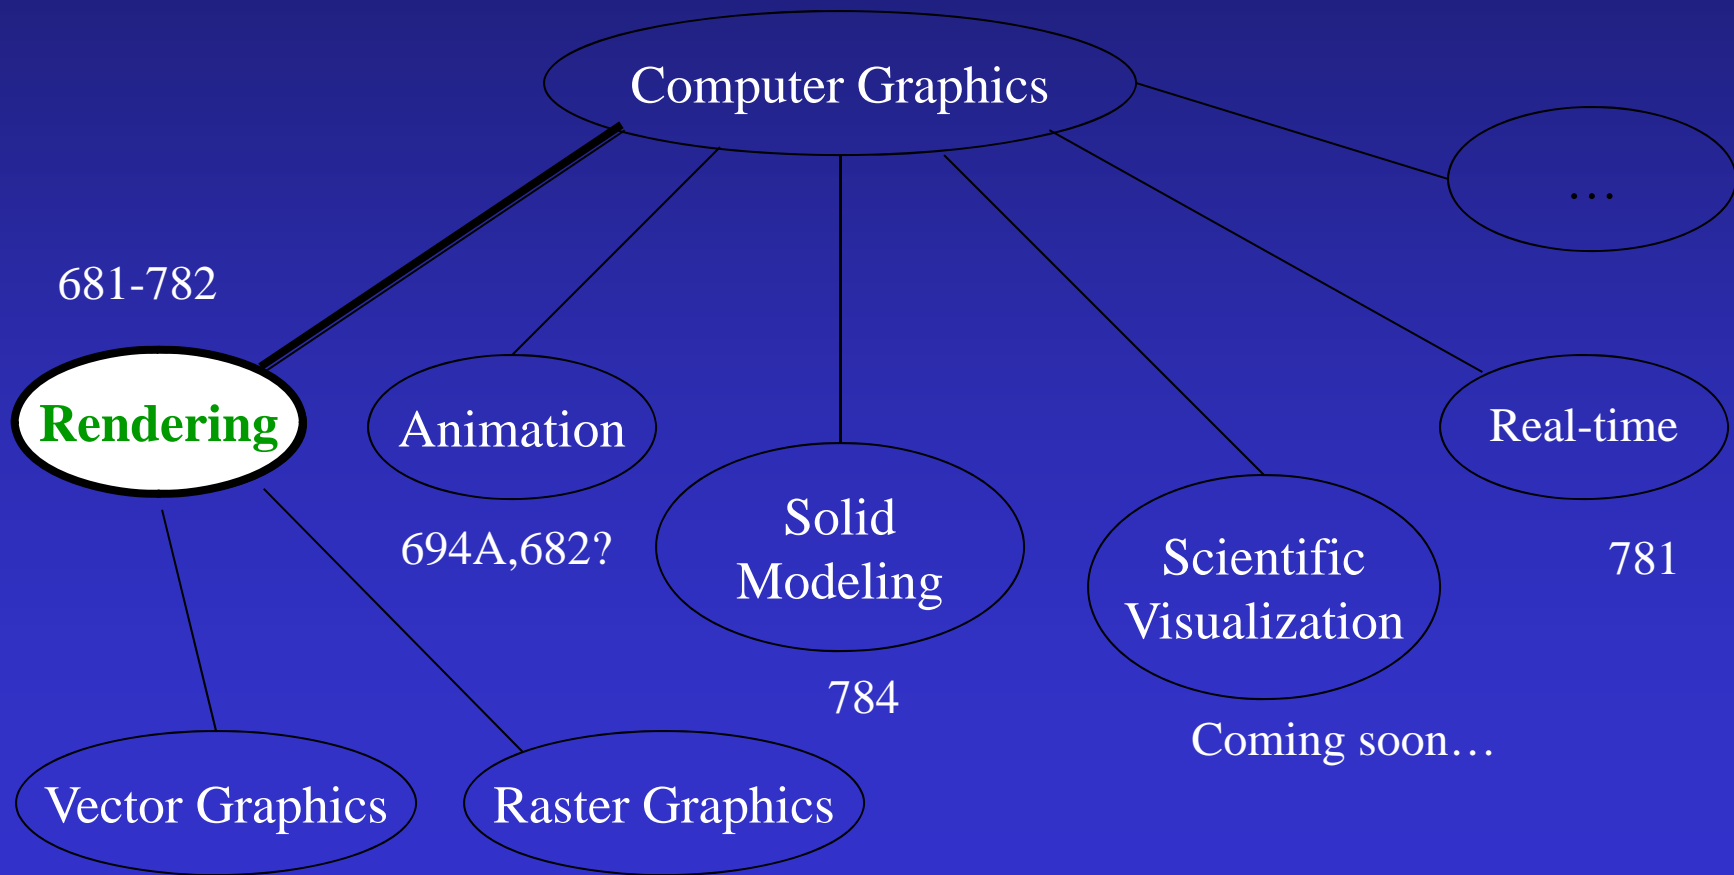 Computer Graphics
…
681-782
Rendering
Animation
Real-time
694A,682?
Solid
Modeling
Scientific
Visualization
781
784
Coming soon…
Vector Graphics
Raster Graphics